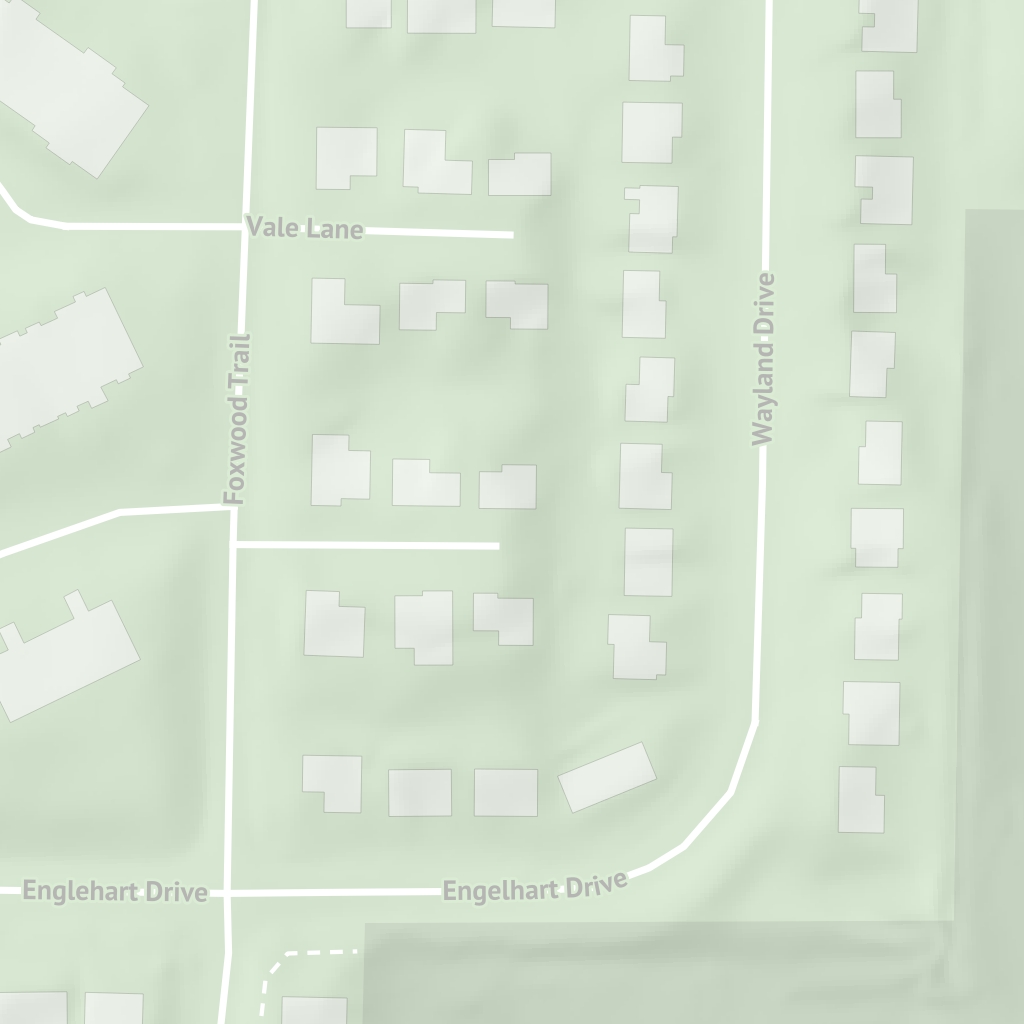 Vale Lane
Wayland Drive
Foxwood Trail
Englehart Drive
Engelhart Drive